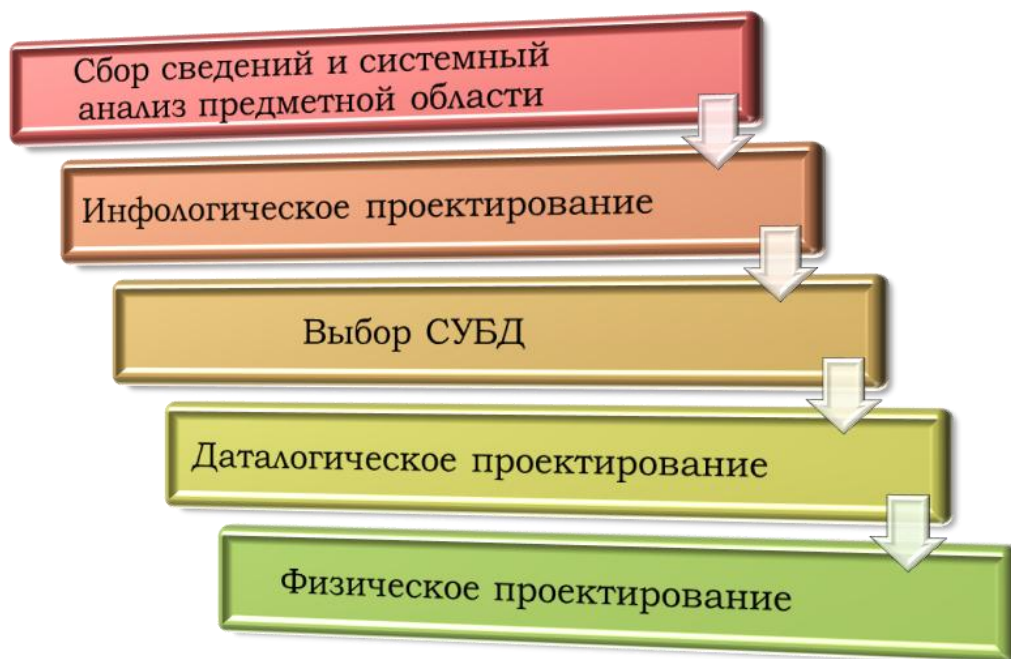 Сбор сведений и системный
анализ предметной области
Инфологическое проектирование
Выбор СУБД
Даталогическое проектирование
Физическое проектирование